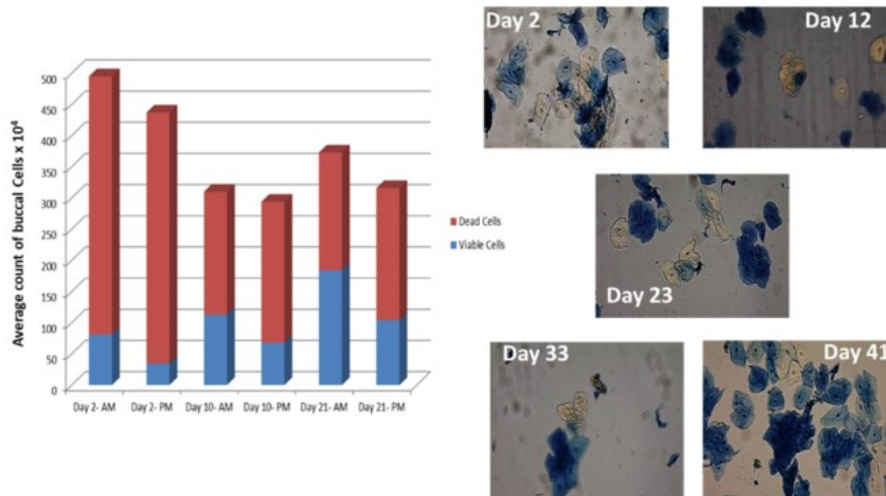 Average count of buccal Cells x 10⁴
500
450
400
350
300
250
200
150
100
50
0
Day 2- AM
Day 2- PM
Day 10- AM
Day 10- PM
Day 21- AM
Day 21- PM
Dead Cells
Viable Cells
Day 2
Day 12
Day 23
Day 33
Day 41